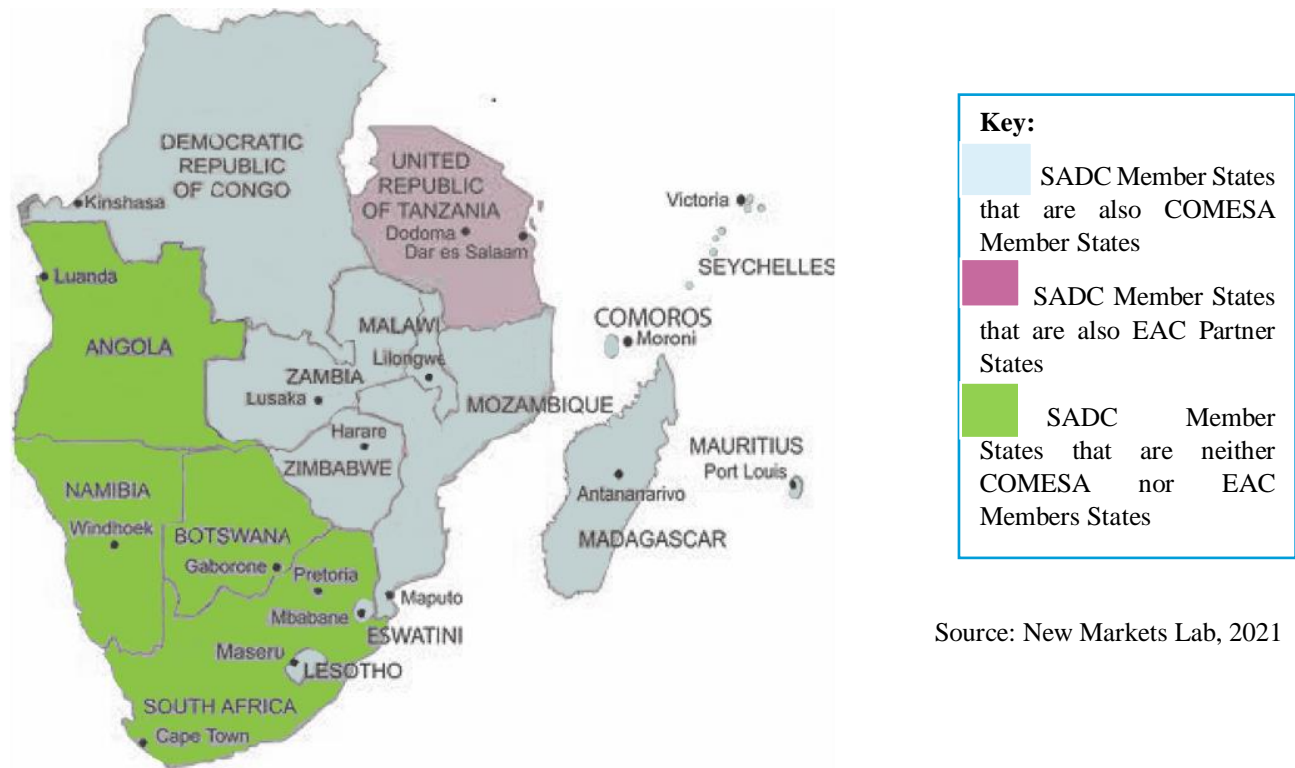 DEMOCRATIC
REPUBLIC
OF CONGO
Kinshasa
UNITED
REPUBLIC
OF TANZANIA
Dodoma
Dar es Salaam
Victoria
SEYCHELLES
Luanda
ANGOLA
MALAWI
Lilongwe
ZAMBIA
Lusaka
COMOROS
Moroni
MOZAMBIQUE
Harare
ZIMBABWE
MAURITIUS
Port Louis
Antananarivo
MADAGASCAR
NAMIBIA
Windhoek
BOTSWANA
Gaborone
Pretoria
Maputo
Mbabane
ESWATINI
Maseru
LESOTHO
SOUTH AFRICA
Cape Town
Key:
SADC Member States
that are also COMESA
Member States
SADC Member States
that are also EAC Partner
States
SADC Member
States that are neither
COMESA nor EAC
Members States
Source: New Markets Lab, 2021